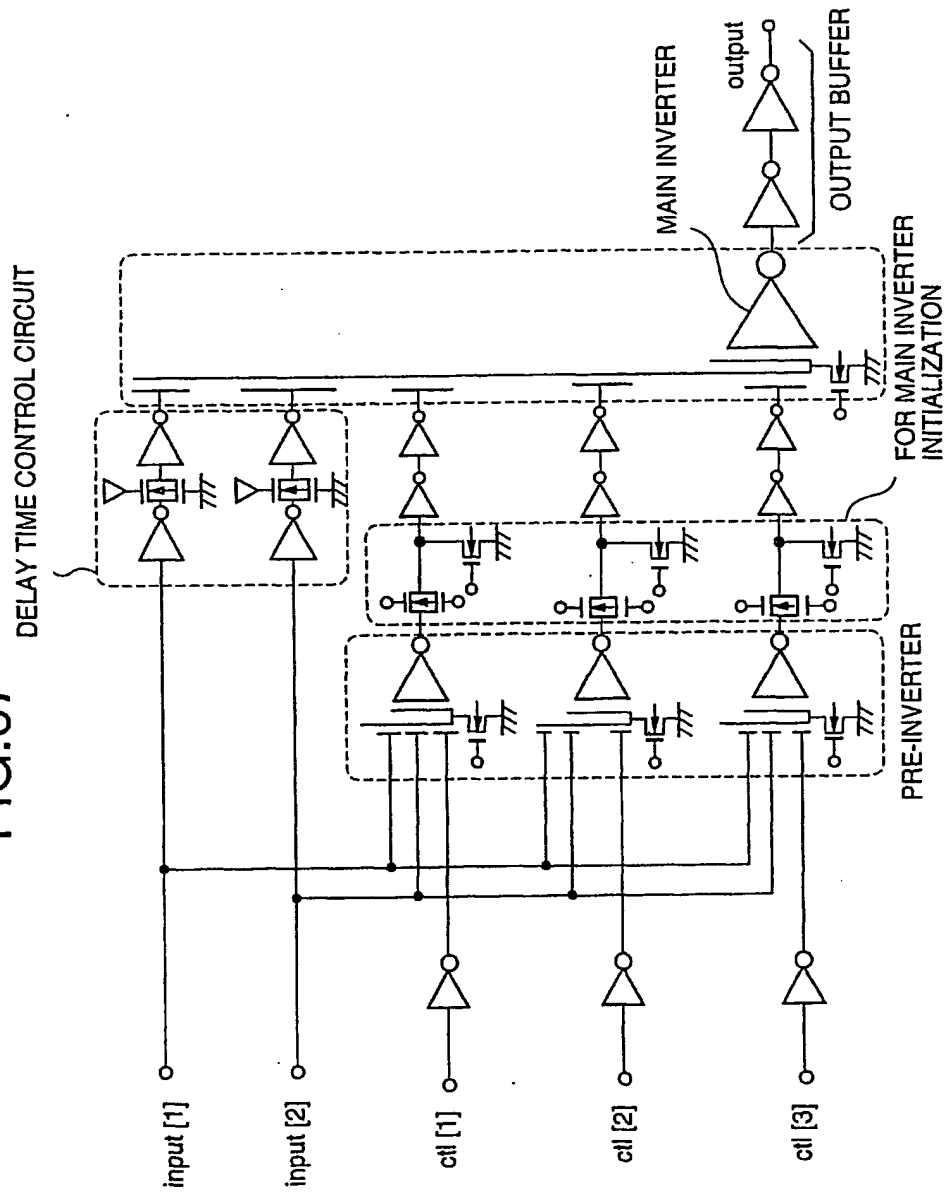 DELAY TIME CONTROL CIRCUIT
MAIN INVERTER
output
OUTPUT BUFFER
FOR MAIN INVERTER
INITIALIZATION
PRE-INVERTER
input [1]
input [2]
ctl [1]
ctl [2]
ctl [3]